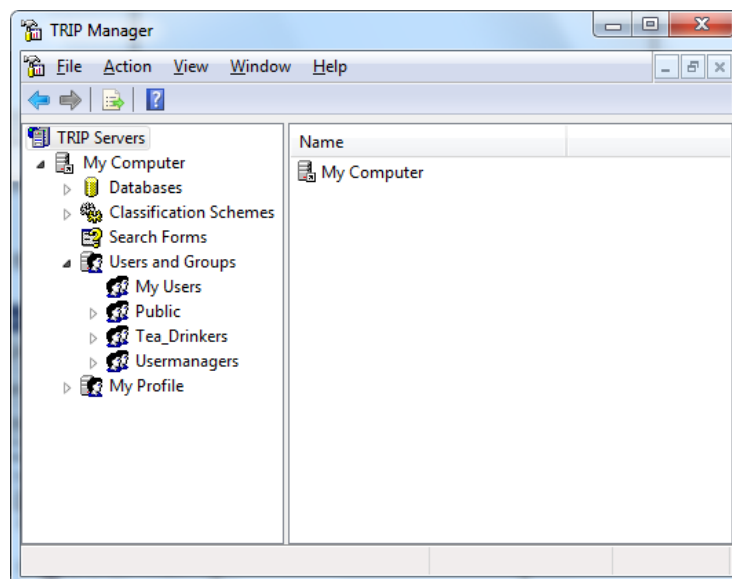 TRIP Manager
File Action View Window Help
TRIP Servers
My Computer
Databases
Classification Schemes
Search Forms
Users and Groups
My Users
Public
Tea_Drinkers
Usermanagers
My Profile
Name
My Computer